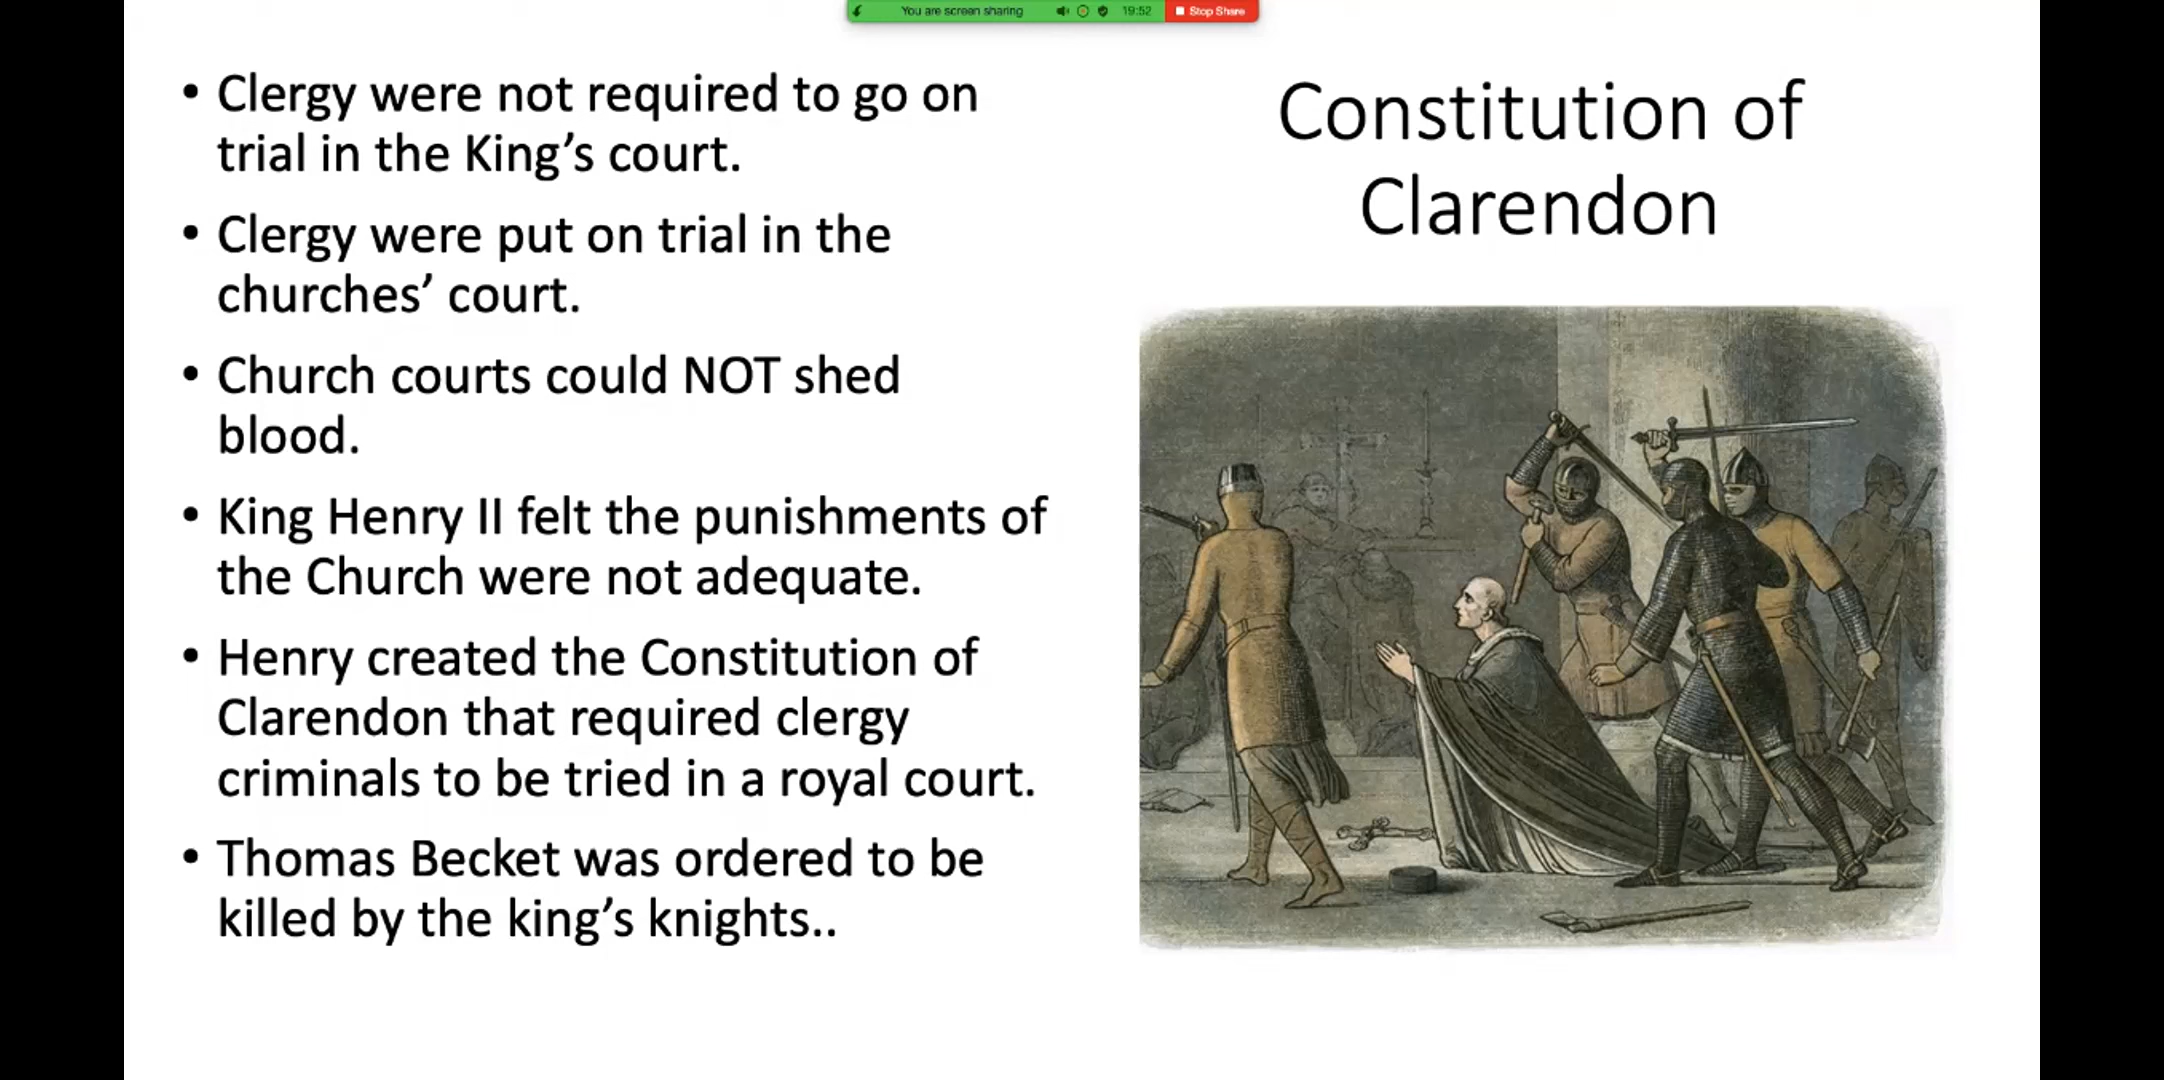 You are screen sharing 19:52 Stop Share
• Clergy were not required to go on
trial in the King’s court.
• Clergy were put on trial in the
churches’ court.
• Church courts could NOT shed
blood.
• King Henry II felt the punishments of
the Church were not adequate.
• Henry created the Constitution of
Clarendon that required clergy
criminals to be tried in a royal court.
• Thomas Becket was ordered to be
killed by the king’s knights..
Constitution of
Clarendon